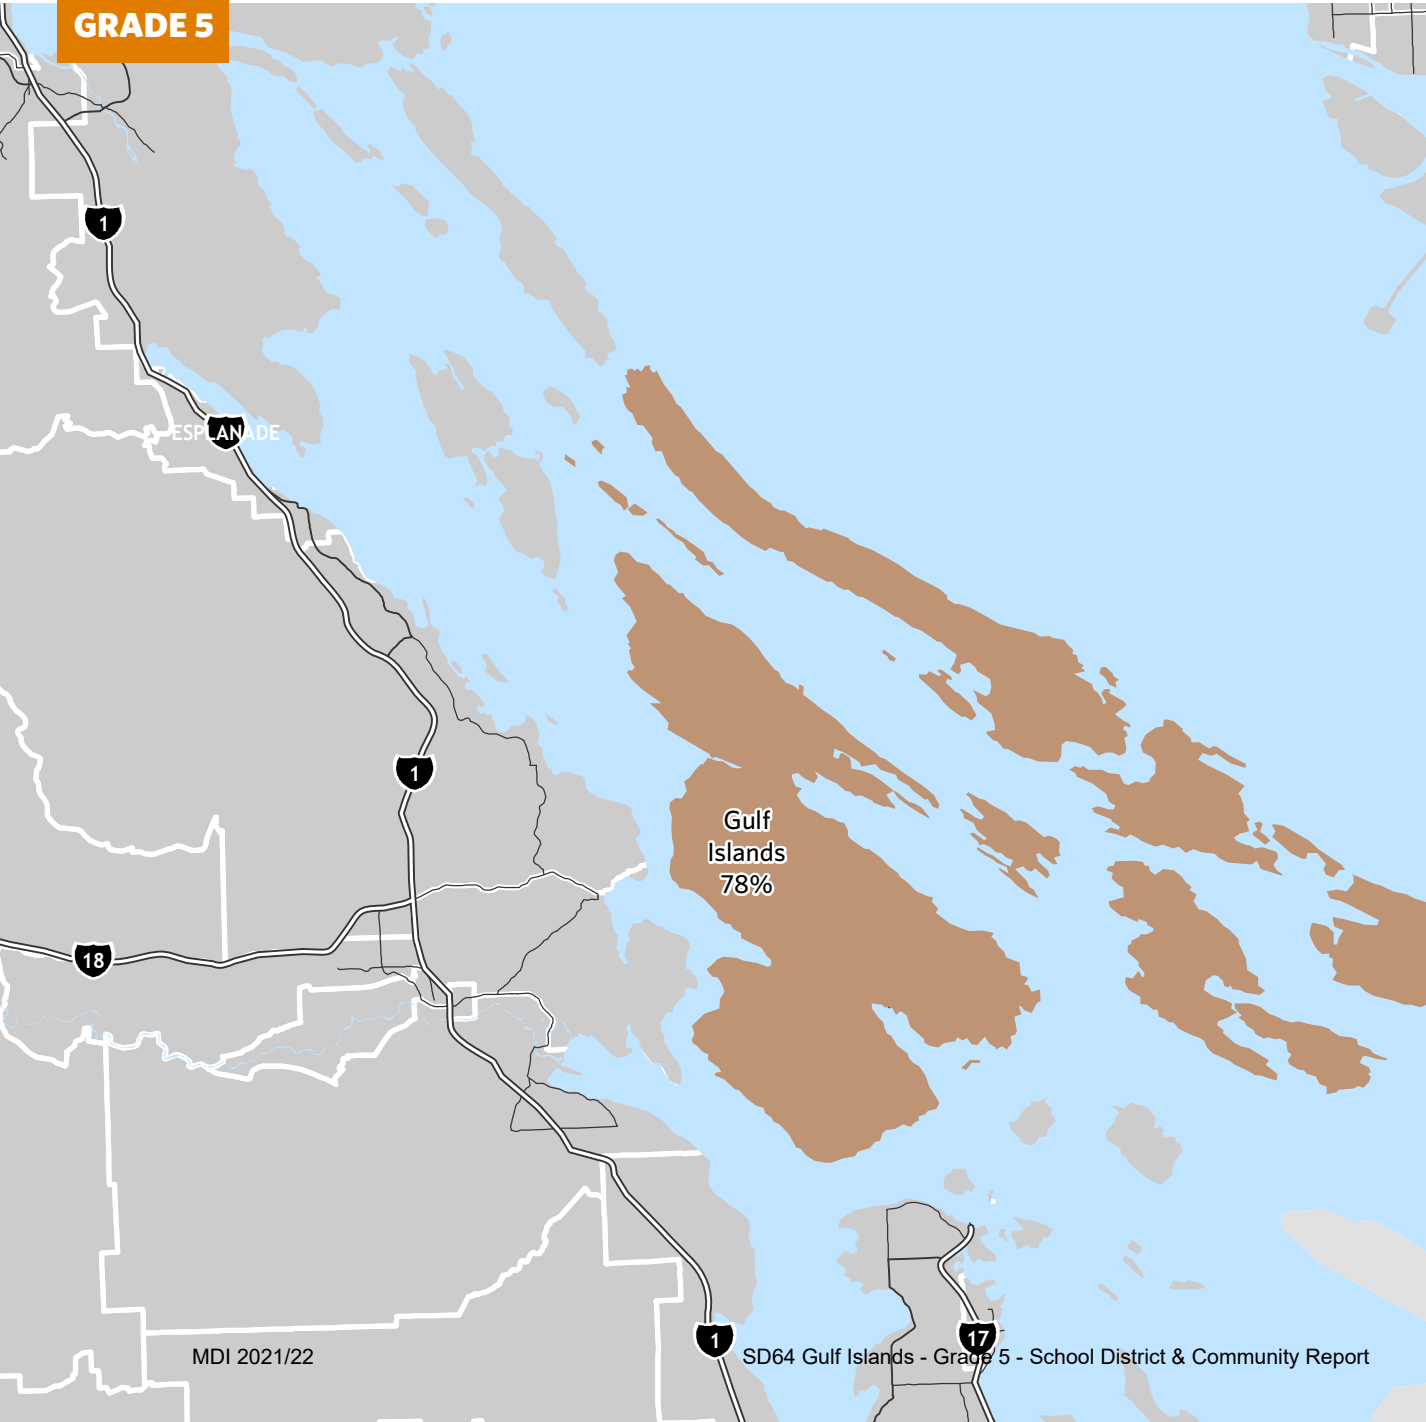 GRADE 5
1
ESPLANADE
1
Gulf
Islands
78%
18
1
17
MDI 2021/22
SD64 Gulf Islands - Grade 5 - School District & Community Report